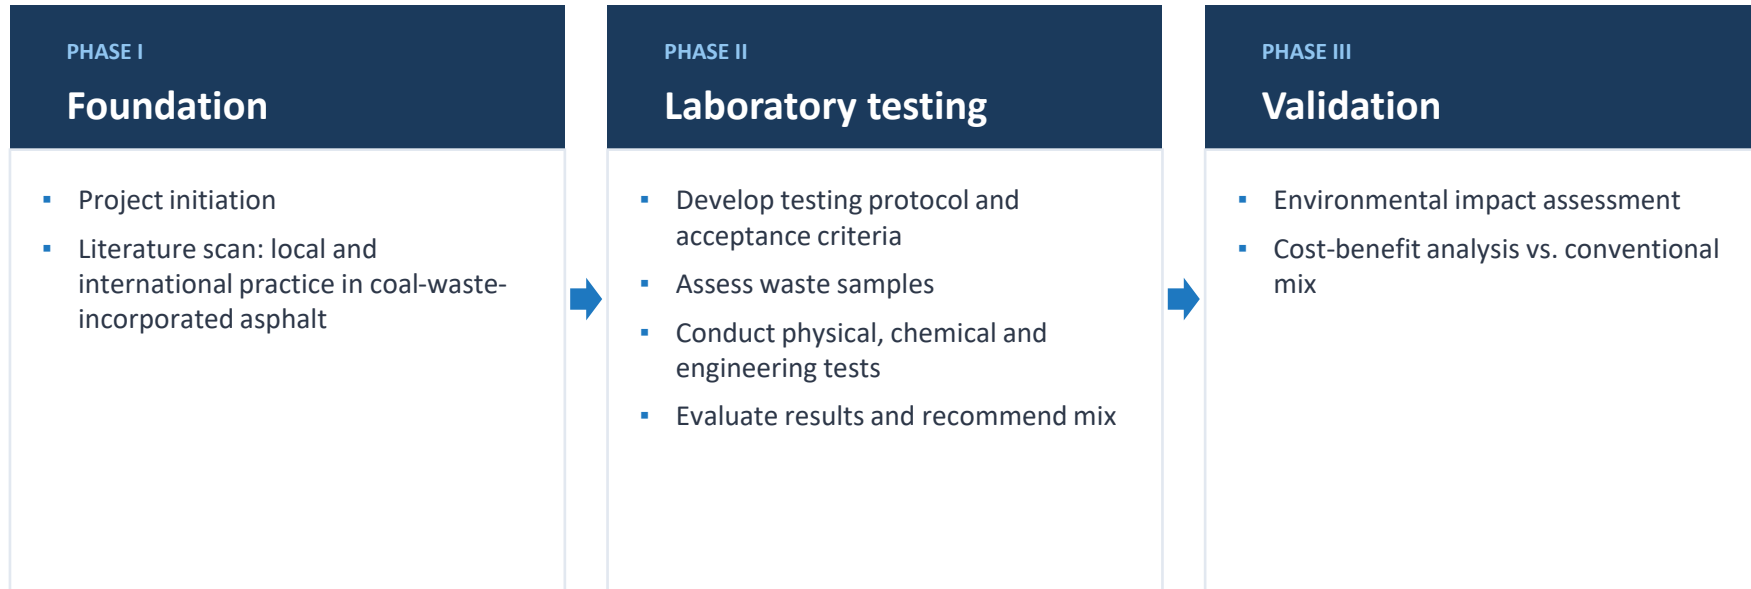 PHASE I
Foundation
▪ Project initiation
▪ Literature scan: local and
international practice in coal-waste-
incorporated asphalt
PHASE II
Laboratory testing
▪ Develop testing protocol and
acceptance criteria
▪ Assess waste samples
▪ Conduct physical, chemical and
engineering tests
▪ Evaluate results and recommend mix
PHASE III
Validation
▪ Environmental impact assessment
▪ Cost-benefit analysis vs. conventional
mix